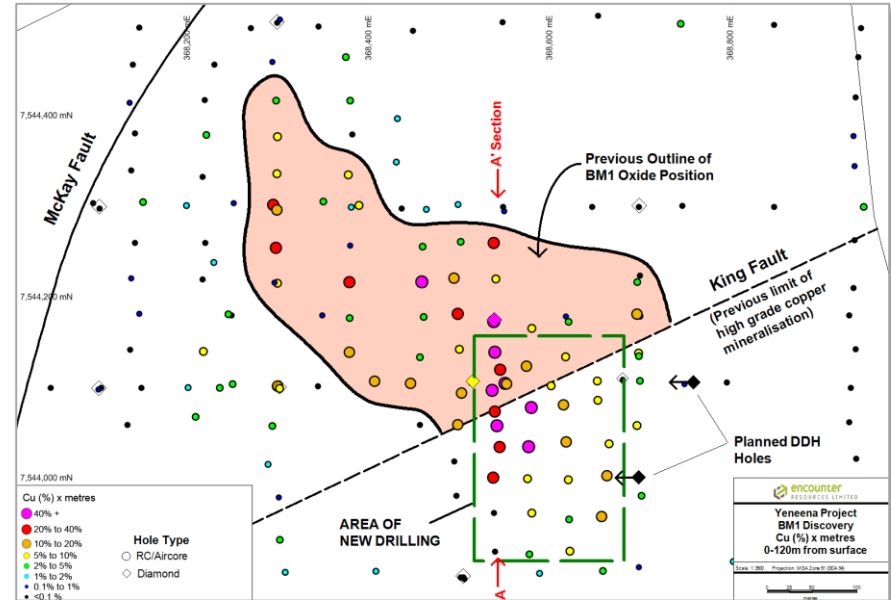 368,200 mE
368,400 mE
368,600 mE
368,800 mE
7,544,400 mN
McKay Fault
A' Section
Previous Outline of
BM1 Oxide Position
King Fault
(Previous limit of
high grade copper
mineralisation)
7,544,200 mN
Planned DDH
Holes
7,544,000 mN
AREA OF
NEW DRILLING
A
Cu (%) x metres
40% +
20% to 40%
10% to 20%
5% to 10%
2% to 5%
1% to 2%
0.1% to 1%
<0.1 %
Hole Type
RC/Aircore
Diamond
encounter
RESOURCES LIMITED
Yeneena Project
BM1 Discovery
Cu (%) x metres
0-120m from surface
metres